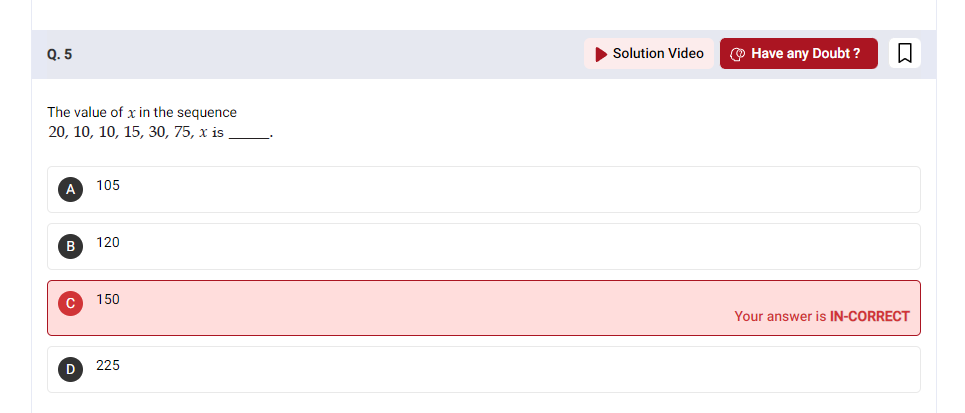 Q. 5
Solution Video
Have any Doubt ?
The value of x in the sequence
20, 10, 10, 15, 30, 75, x is _____.
A 105
B 120
C 150
Your answer is IN-CORRECT
D 225